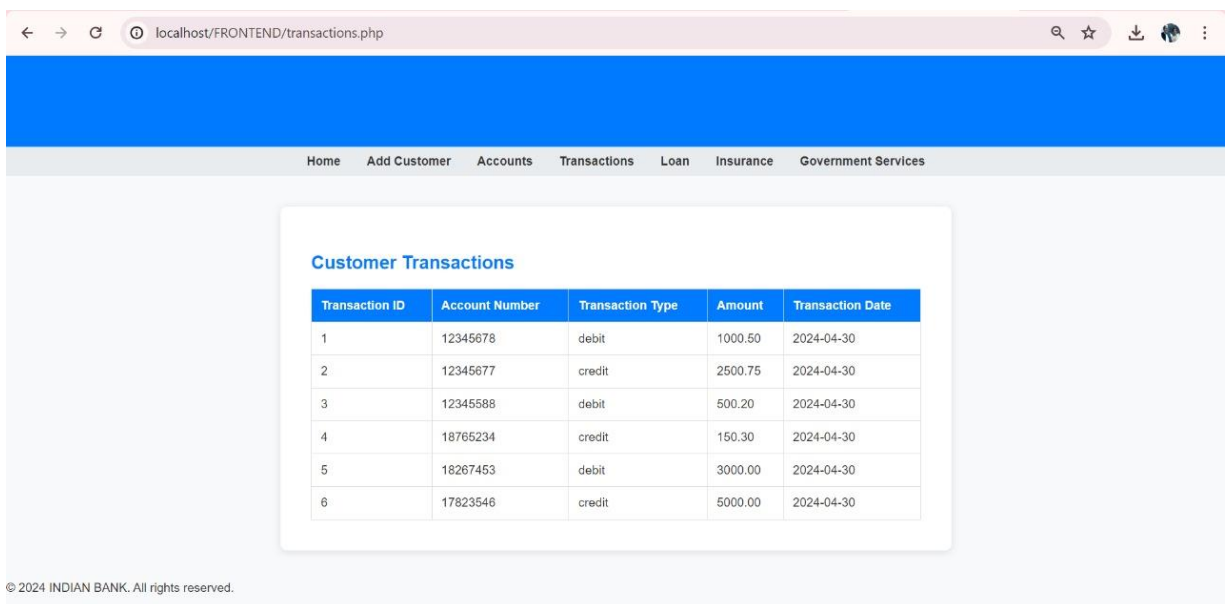 localhost/FRONTEND/transactions.php
Home Add Customer Accounts Transactions Loan Insurance Government Services
Customer Transactions
Transaction ID Account Number Transaction Type Amount Transaction Date
1 12345678 debit 1000.50 2024-04-30
2 12345677 credit 2500.75 2024-04-30
3 12345588 debit 500.20 2024-04-30
4 18765234 credit 150.30 2024-04-30
5 18267453 debit 3000.00 2024-04-30
6 17823546 credit 5000.00 2024-04-30
© 2024 INDIAN BANK. All rights reserved.